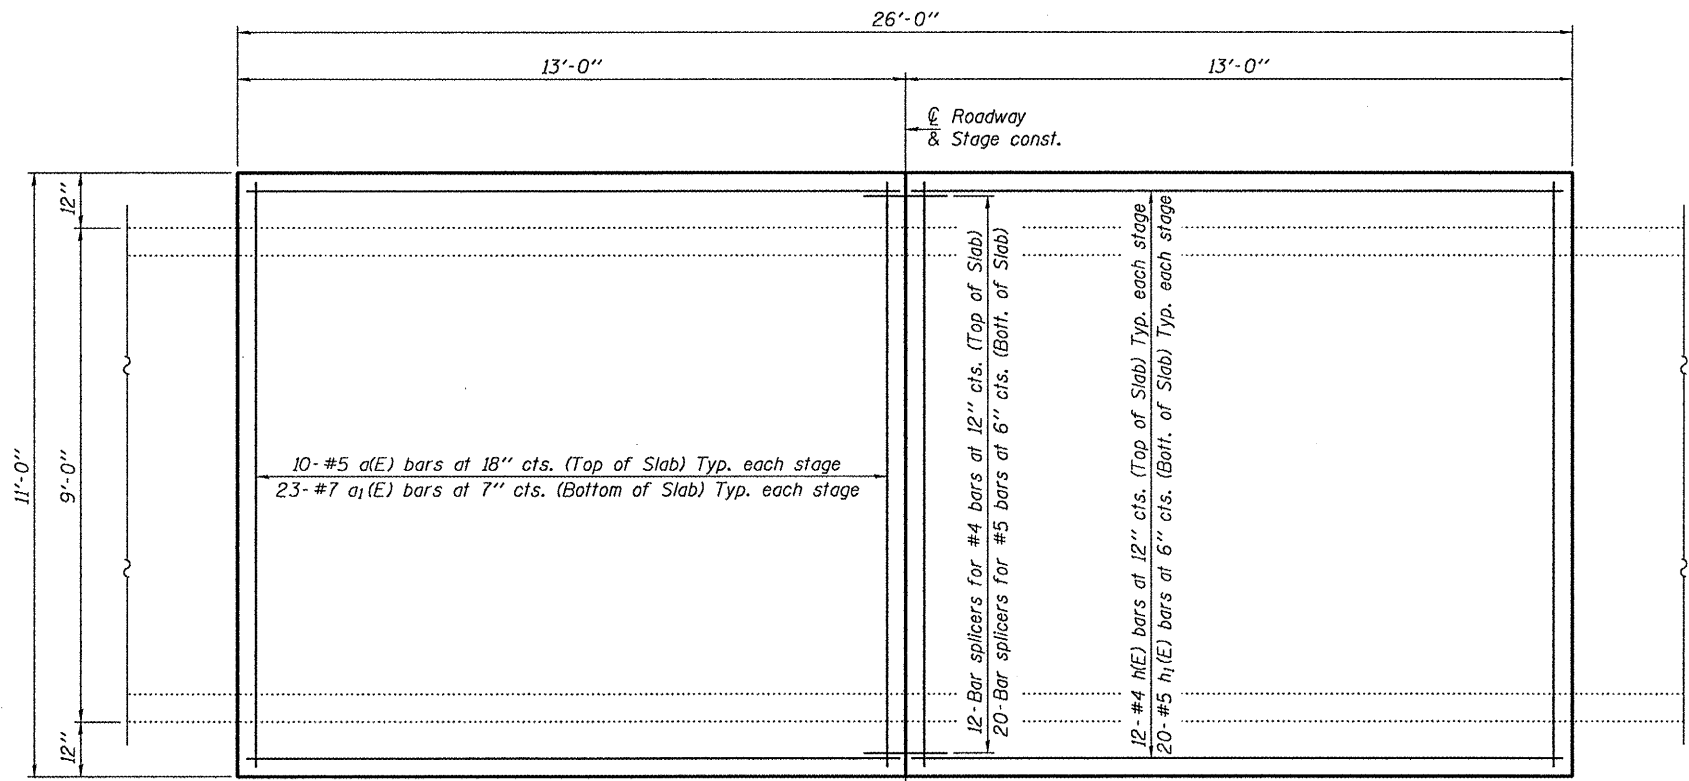 26'-0"
13'-0"
13'-0"
℄ Roadway
& Stage const.
12"
11'-0"
9'-0"
12"
10-#5 a(E) bars at 18" cts. (Top of Slab) Typ. each stage
23-#7 a₁(E) bars at 7" cts. (Bottom of Slab) Typ. each stage
12-Bar splicers for #4 bars at 12" cts. (Top of Slab)
20-Bar splicers for #5 bars at 6" cts. (Bott. of Slab)
12-#4 h(E) bars at 12" cts. (Top of Slab) Typ. each stage
20-#5 h₁(E) bars at 6" cts. (Bott. of Slab) Typ. each stage